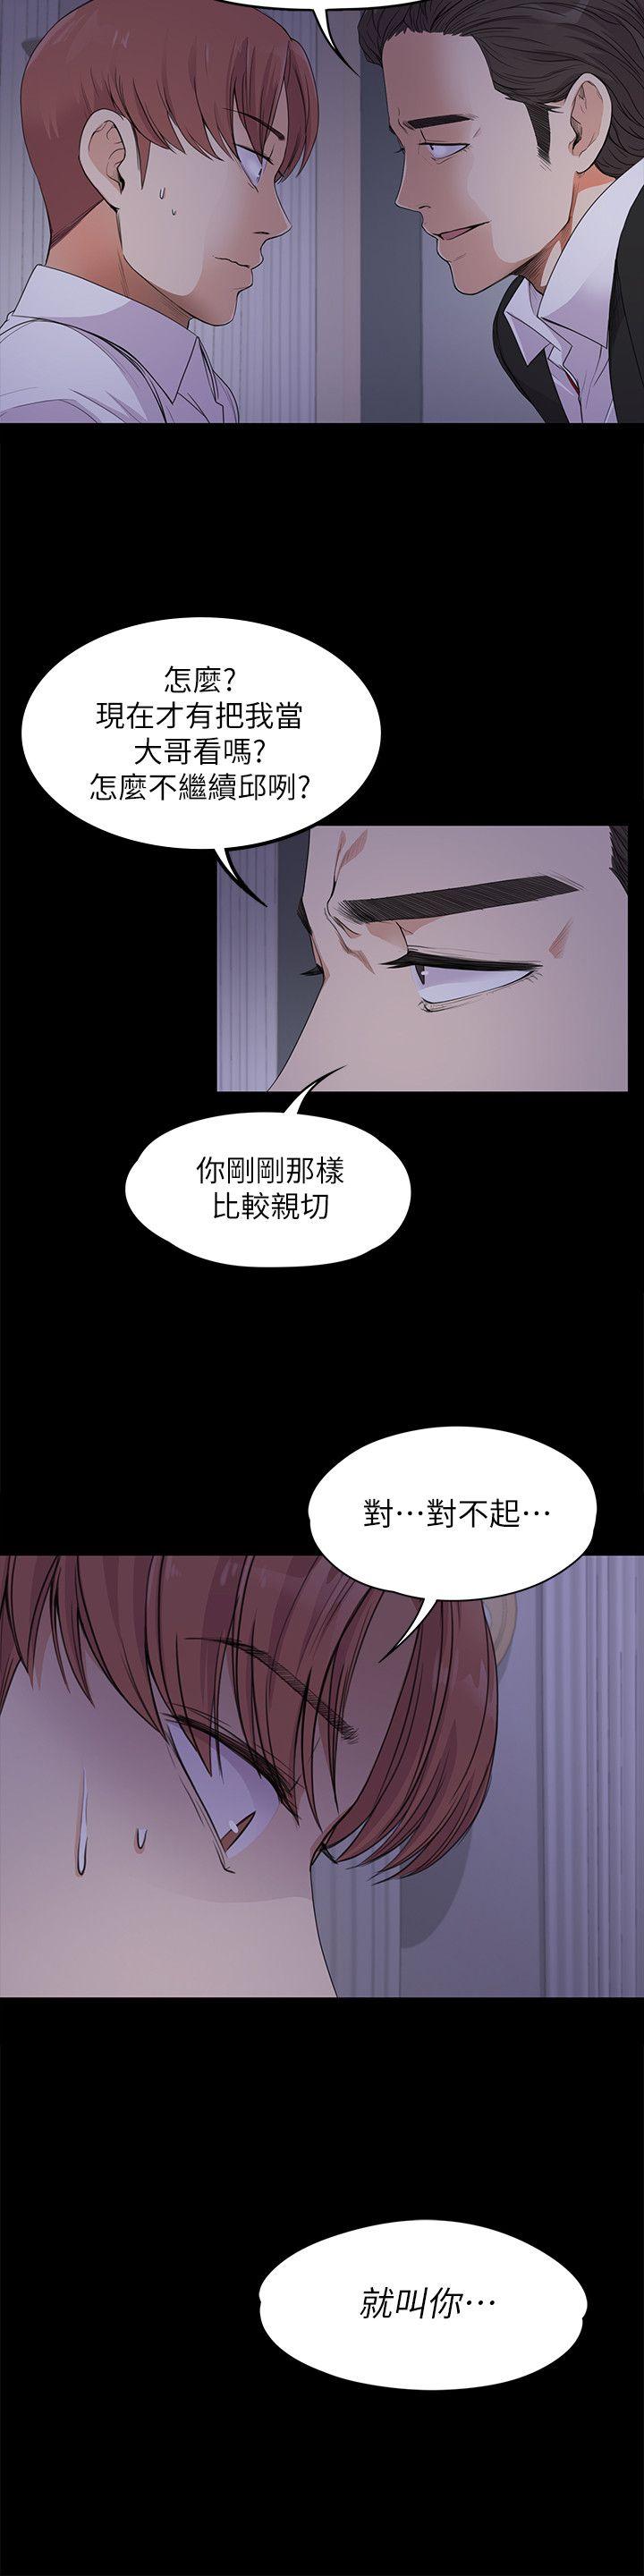 怎麼?
現在才有把我當
大哥看嗎?
怎麼不繼續邱咧?
你剛剛那樣
比較親切
對⋯對不起⋯
就叫你⋯